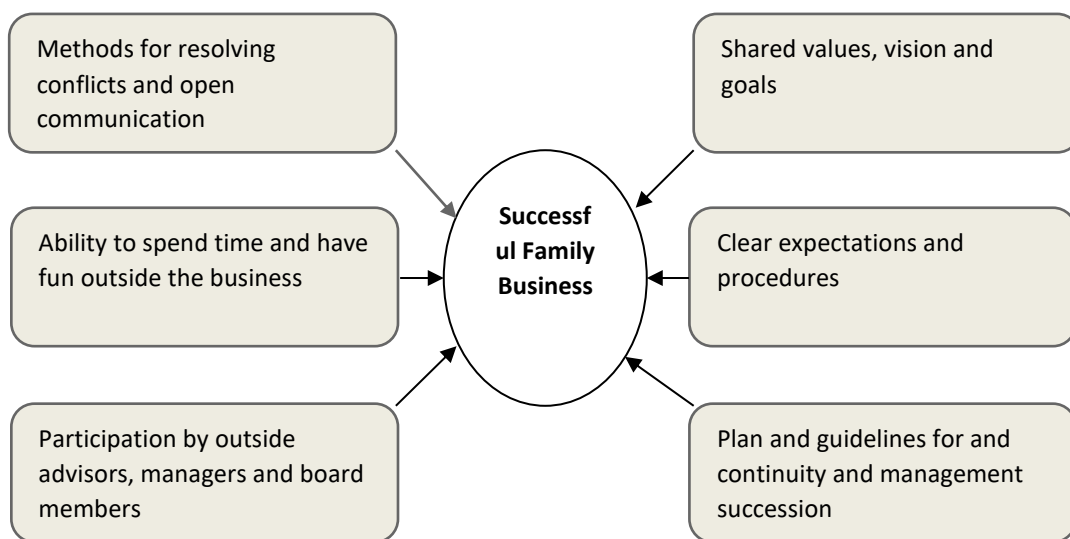 Methods for resolving
conflicts and open
communication
Shared values, vision and
goals
Successf
ul Family
Business
Ability to spend time and have
fun outside the business
Clear expectations and
procedures
Participation by outside
advisors, managers and board
members
Plan and guidelines for and
continuity and management
succession